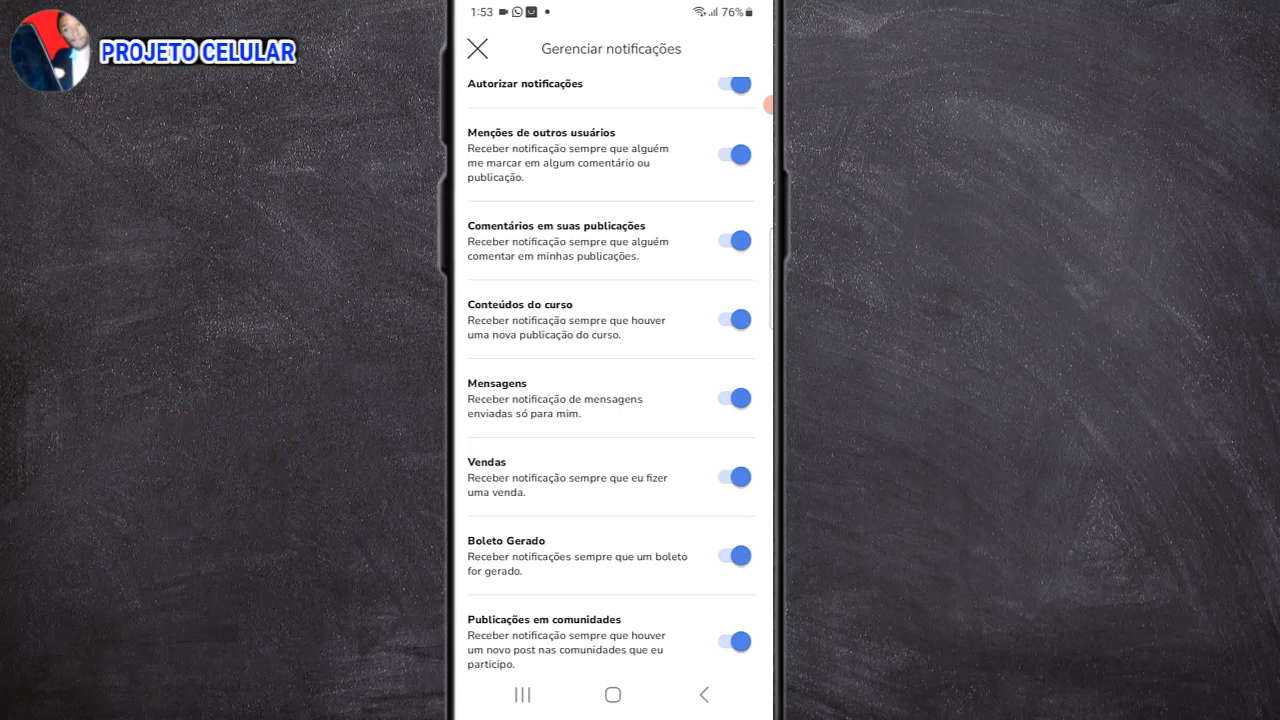 PROJETO CELULAR
1:53
76%
Gerenciar notificações
Autorizar notificações
Menções de outros usuários
Receber notificação sempre que alguém
me marcar em algum comentário ou
publicação.
Comentários em suas publicações
Receber notificação sempre que alguém
comentar em minhas publicações.
Conteúdos do curso
Receber notificação sempre que houver
uma nova publicação do curso.
Mensagens
Receber notificação de mensagens
enviadas só para mim.
Vendas
Receber notificação sempre que eu fizer
uma venda.
Boleto Gerado
Receber notificações sempre que um boleto
for gerado.
Publicações em comunidades
Receber notificação sempre que houver
um novo post nas comunidades que eu
participo.